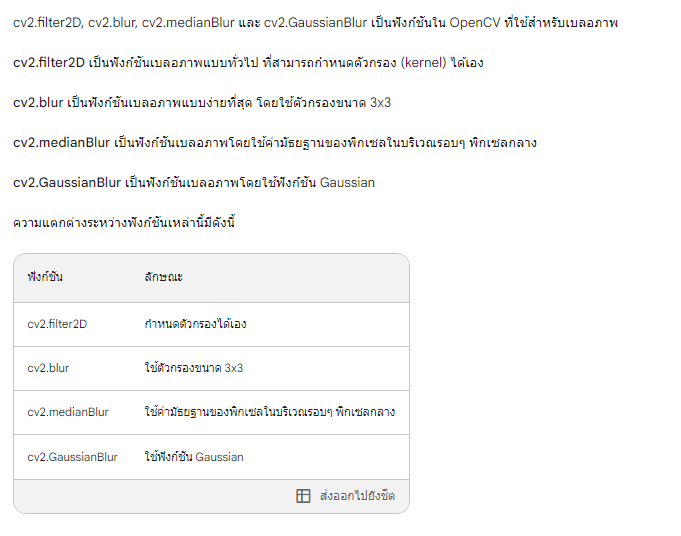 cv2.filter2D, cv2.blur, cv2.medianBlur และ cv2.GaussianBlur เป็นฟังก์ชันใน OpenCV ที่ใช้สำหรับเบลอภาพ
cv2.filter2D เป็นฟังก์ชันเบลอภาพแบบทั่วไป ที่สามารถกำหนดตัวกรอง (kernel) ได้เอง
cv2.blur เป็นฟังก์ชันเบลอภาพแบบง่ายที่สุด โดยใช้ตัวกรองขนาด 3x3
cv2.medianBlur เป็นฟังก์ชันเบลอภาพโดยใช้ค่ามัธยฐานของพิกเซลในบริเวณรอบๆ พิกเซลกลาง
cv2.GaussianBlur เป็นฟังก์ชันเบลอภาพโดยใช้ฟังก์ชัน Gaussian
ความแตกต่างระหว่างฟังก์ชันเหล่านี้มีดังนี้
ฟังก์ชัน ลักษณะ
cv2.filter2D กำหนดตัวกรองได้เอง
cv2.blur ใช้ตัวกรองขนาด 3x3
cv2.medianBlur ใช้ค่ามัธยฐานของพิกเซลในบริเวณรอบๆ พิกเซลกลาง
cv2.GaussianBlur ใช้ฟังก์ชัน Gaussian
ส่งออกไปยังชีต